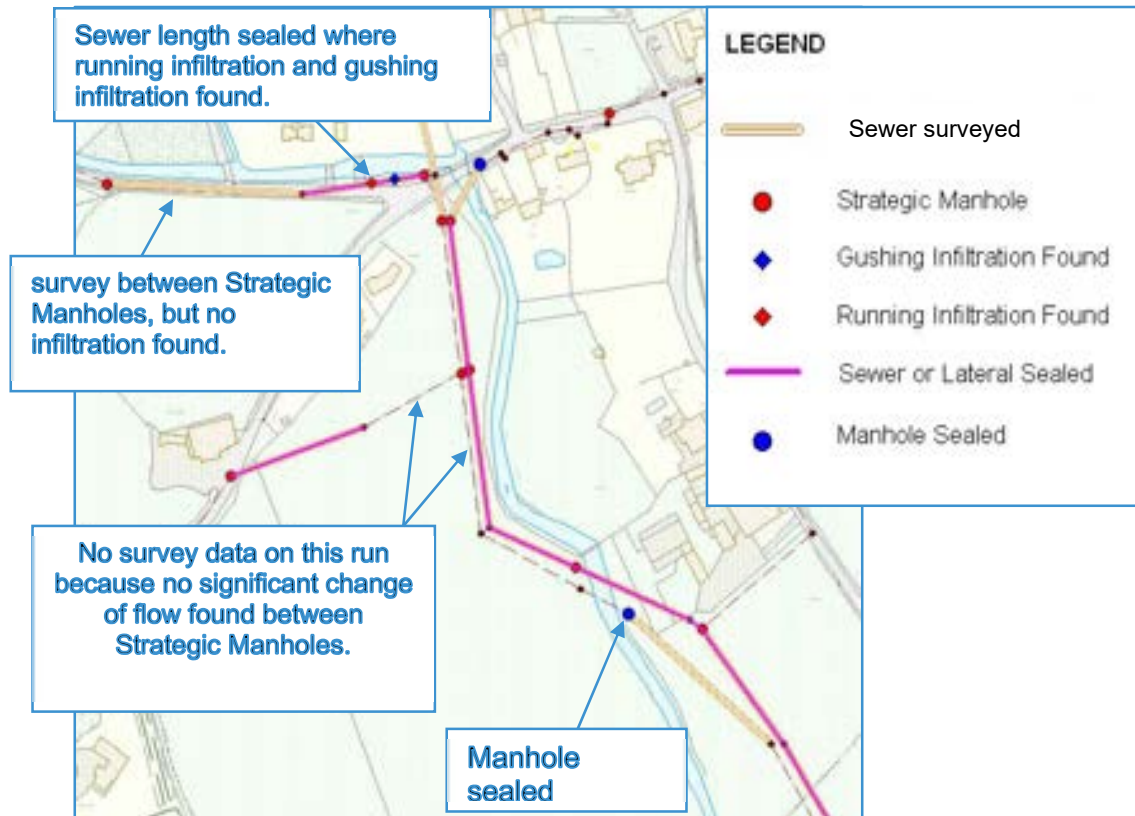 Sewer length sealed where
running infiltration and gushing
infiltration found.
LEGEND
Sewer surveyed
Strategic Manhole
Gushing Infiltration Found
Running Infiltration Found
Sewer or Lateral Sealed
Manhole Sealed
survey between Strategic
Manholes, but no
infiltration found.
No survey data on this run
because no significant change
of flow found between
Strategic Manholes.
Manhole
sealed